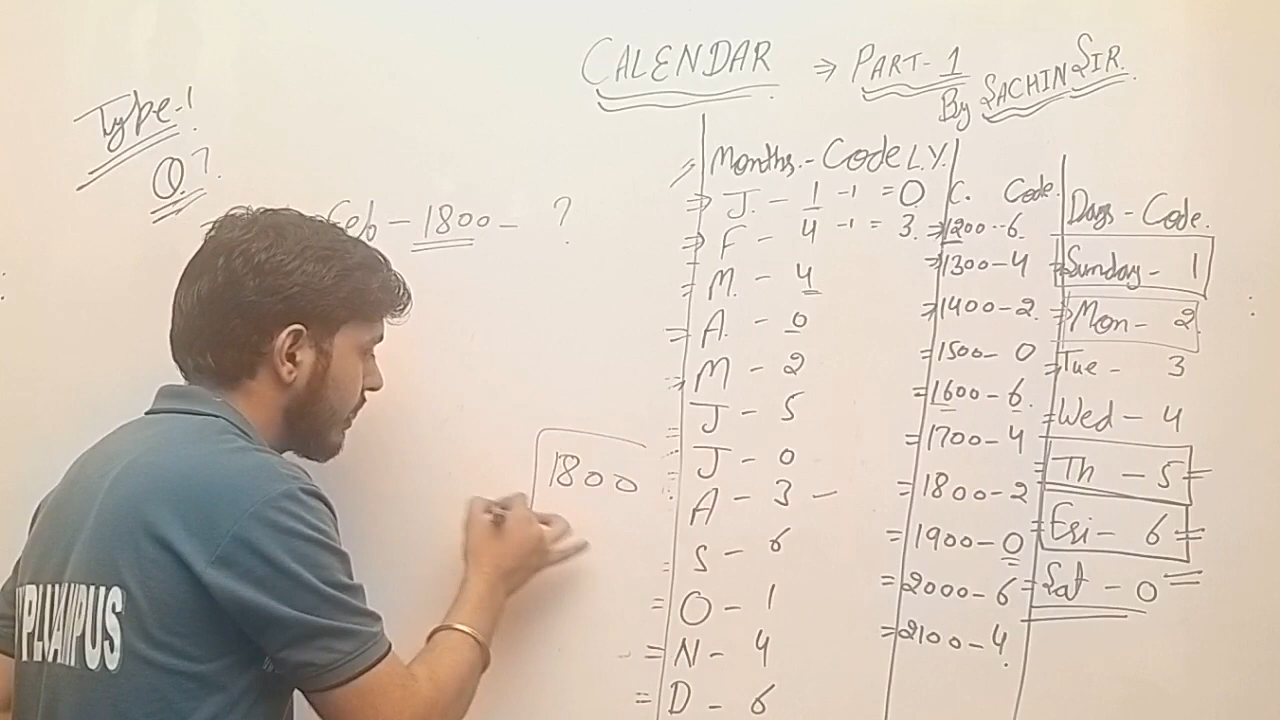 CALENDAR ⇒ PART-1
By SACHIN SIR.
Type-1
Q.7.
Feb - 1800 - ?
1800
Months.- Code L.Y.
J. - 1 -1 = 0
F - 4 -1 = 3.
M. - 4
A. - 0
M - 2
J - 5
J - 0
A - 3 -
S - 6
O - 1
= N - 4
= D - 6
C. Code.
⇒1200--6.
⇒1300-4
⇒1400-2.
=1500-0
=1600-6.
=1700-4
=1800-2
=1900-0
=2000-6
=2100-4.
Days - Code.
Sunday - 1
Mon - 2
Tue - 3
Wed - 4
Th - 5
Fri - 6
Sat - 0
YPLVAMPUS